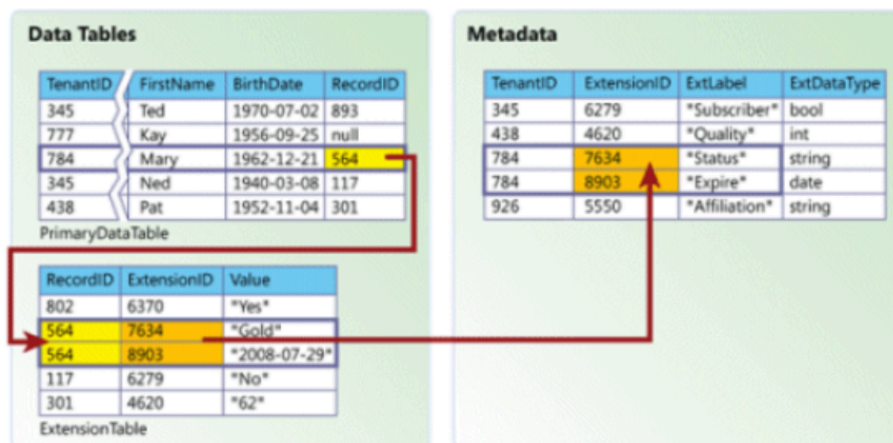 Data Tables
TenantID FirstName BirthDate RecordID
345 Ted 1970-07-02 893
777 Kay 1956-09-25 null
784 Mary 1962-12-21 564
345 Ned 1940-03-08 117
438 Pat 1952-11-04 301
PrimaryDataTable
RecordID ExtensionID Value
802 6370 "Yes"
564 7634 "Gold"
564 8903 "2008-07-29"
117 6279 "No"
301 4620 "62"
ExtensionTable
Metadata
TenantID ExtensionID ExtLabel ExtDataType
345 6279 "Subscriber" bool
438 4620 "Quality" int
784 7634 "Status" string
784 8903 "Expire" date
926 5550 "Affiliation" string